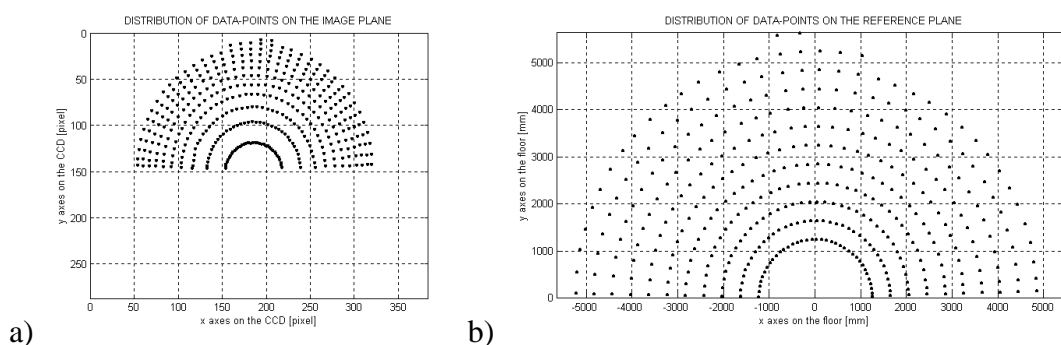 DISTRIBUTION OF DATA-POINTS ON THE IMAGE PLANE
0
50
100
150
200
250
y axes on the CCD [pixel]
0 50 100 150 200 250 300 350
x axes on the CCD [pixel]
a)
DISTRIBUTION OF DATA-POINTS ON THE REFERENCE PLANE
5000
4000
3000
2000
1000
0
y axes on the floor [mm]
-5000 -4000 -3000 -2000 -1000 0 1000 2000 3000 4000 5000
x axes on the floor [mm]
b)